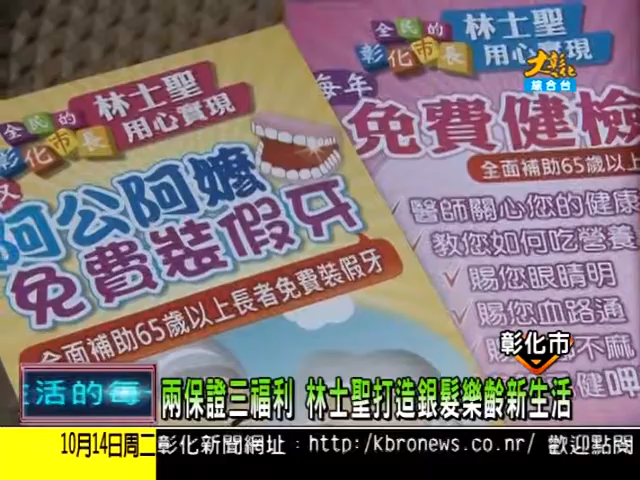 全民的
彰化市長
林士聖
用心實現
阿公阿嬤
免費裝假牙
全面補助65歲以上長者免費裝假牙
全民的
彰化市長
林士聖
用心實現
大彰化
綜合台
每年
免費健檢
全面補助65歲以上
醫師關心您的健康
教您如何吃營養
賜您眼睛明
賜您血路通
不麻
健呷
彰化市
活的每
兩保證三福利 林士聖打造銀髮樂齡新生活
10月14日周二
彰化新聞網址：http://kbronews.co.nr/ 歡迎點閱